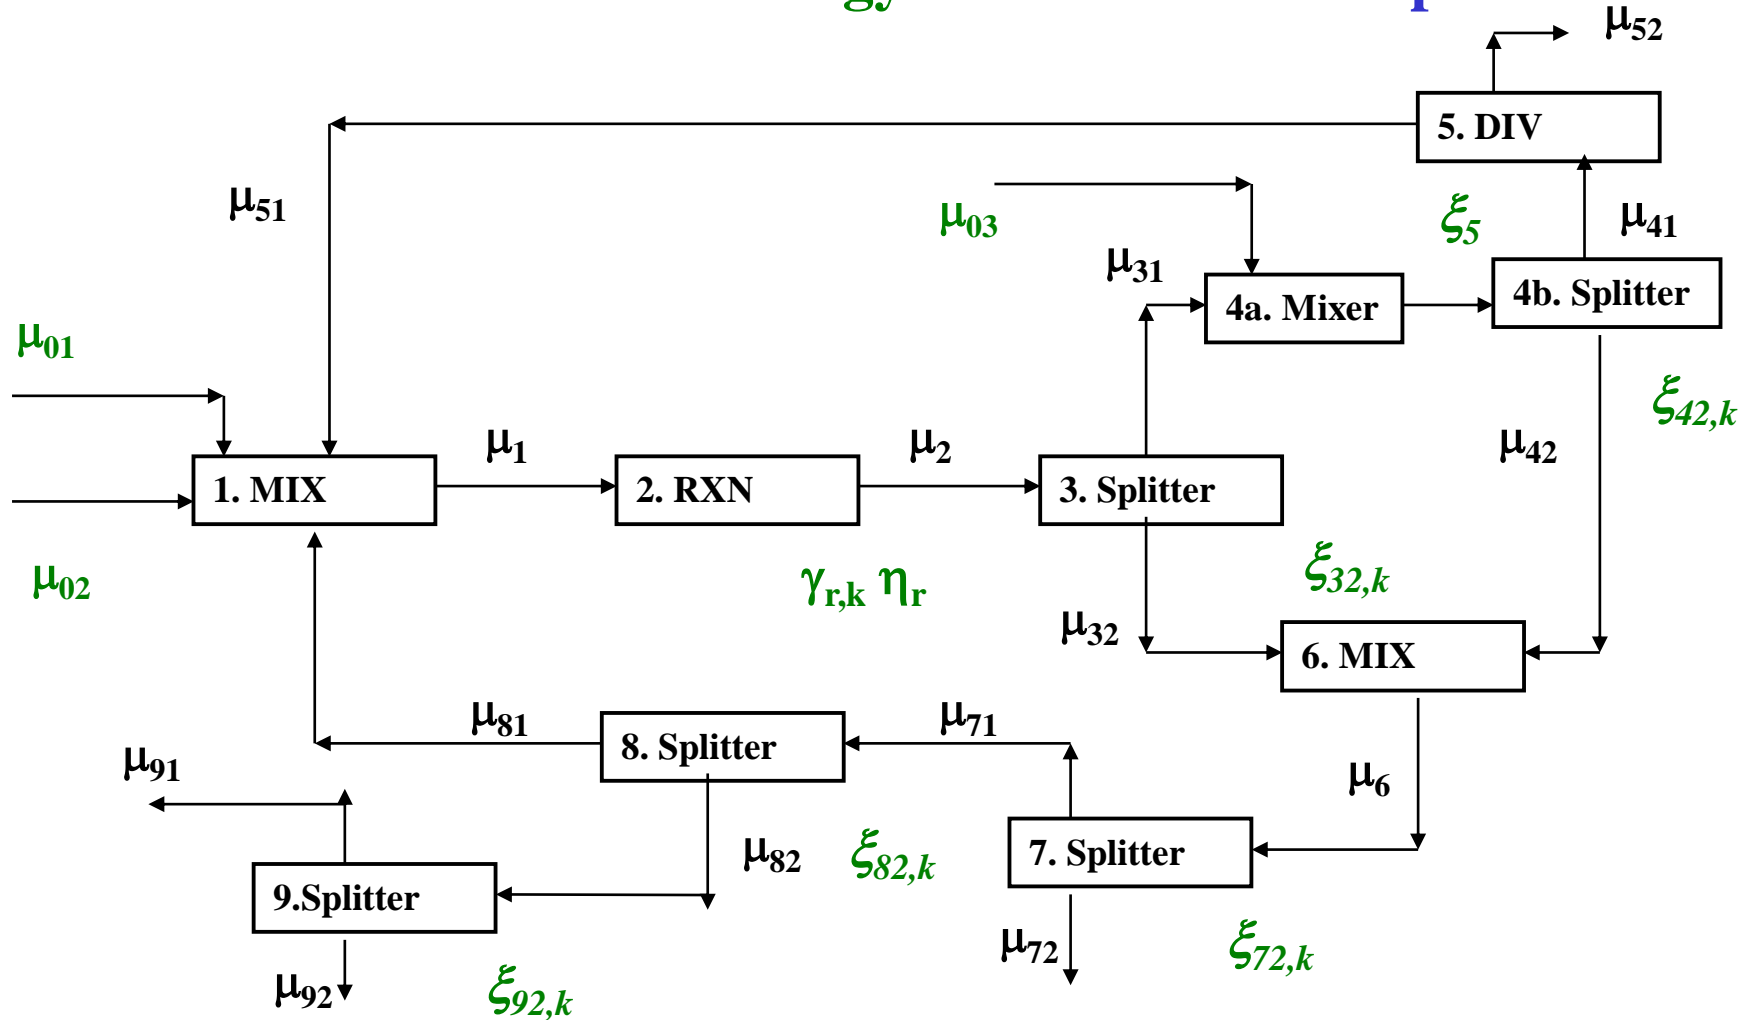 μ52
5. DIV
μ51
μ03
ξ5
μ41
μ31
4a. Mixer
4b. Splitter
μ01
ξ42,k
μ1
μ2
μ42
1. MIX
2. RXN
3. Splitter
μ02
γr,k ηr
ξ32,k
μ32
6. MIX
μ81
μ71
8. Splitter
μ91
μ6
μ82
ξ82,k
7. Splitter
9.Splitter
μ72
ξ72,k
μ92
ξ92,k